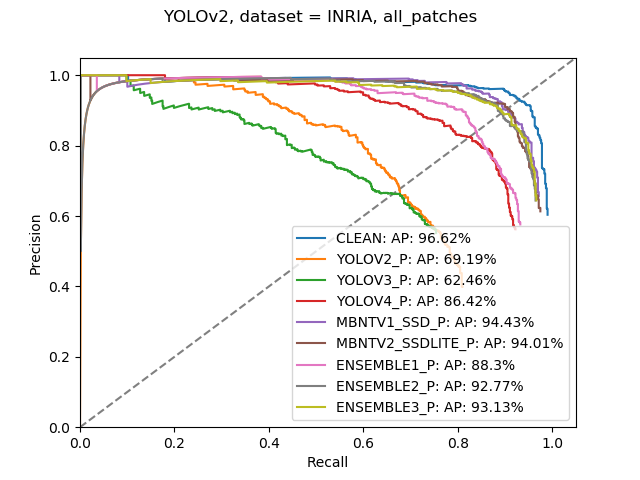 YOLOv2, dataset = INRIA, all_patches
1.0
0.8
0.6
0.4
0.2
0.0
Precision
0.0 0.2 0.4 0.6 0.8 1.0
Recall
CLEAN: AP: 96.62%
YOLOV2_P: AP: 69.19%
YOLOV3_P: AP: 62.46%
YOLOV4_P: AP: 86.42%
MBNTV1_SSD_P: AP: 94.43%
MBNTV2_SSDLITE_P: AP: 94.01%
ENSEMBLE1_P: AP: 88.3%
ENSEMBLE2_P: AP: 92.77%
ENSEMBLE3_P: AP: 93.13%